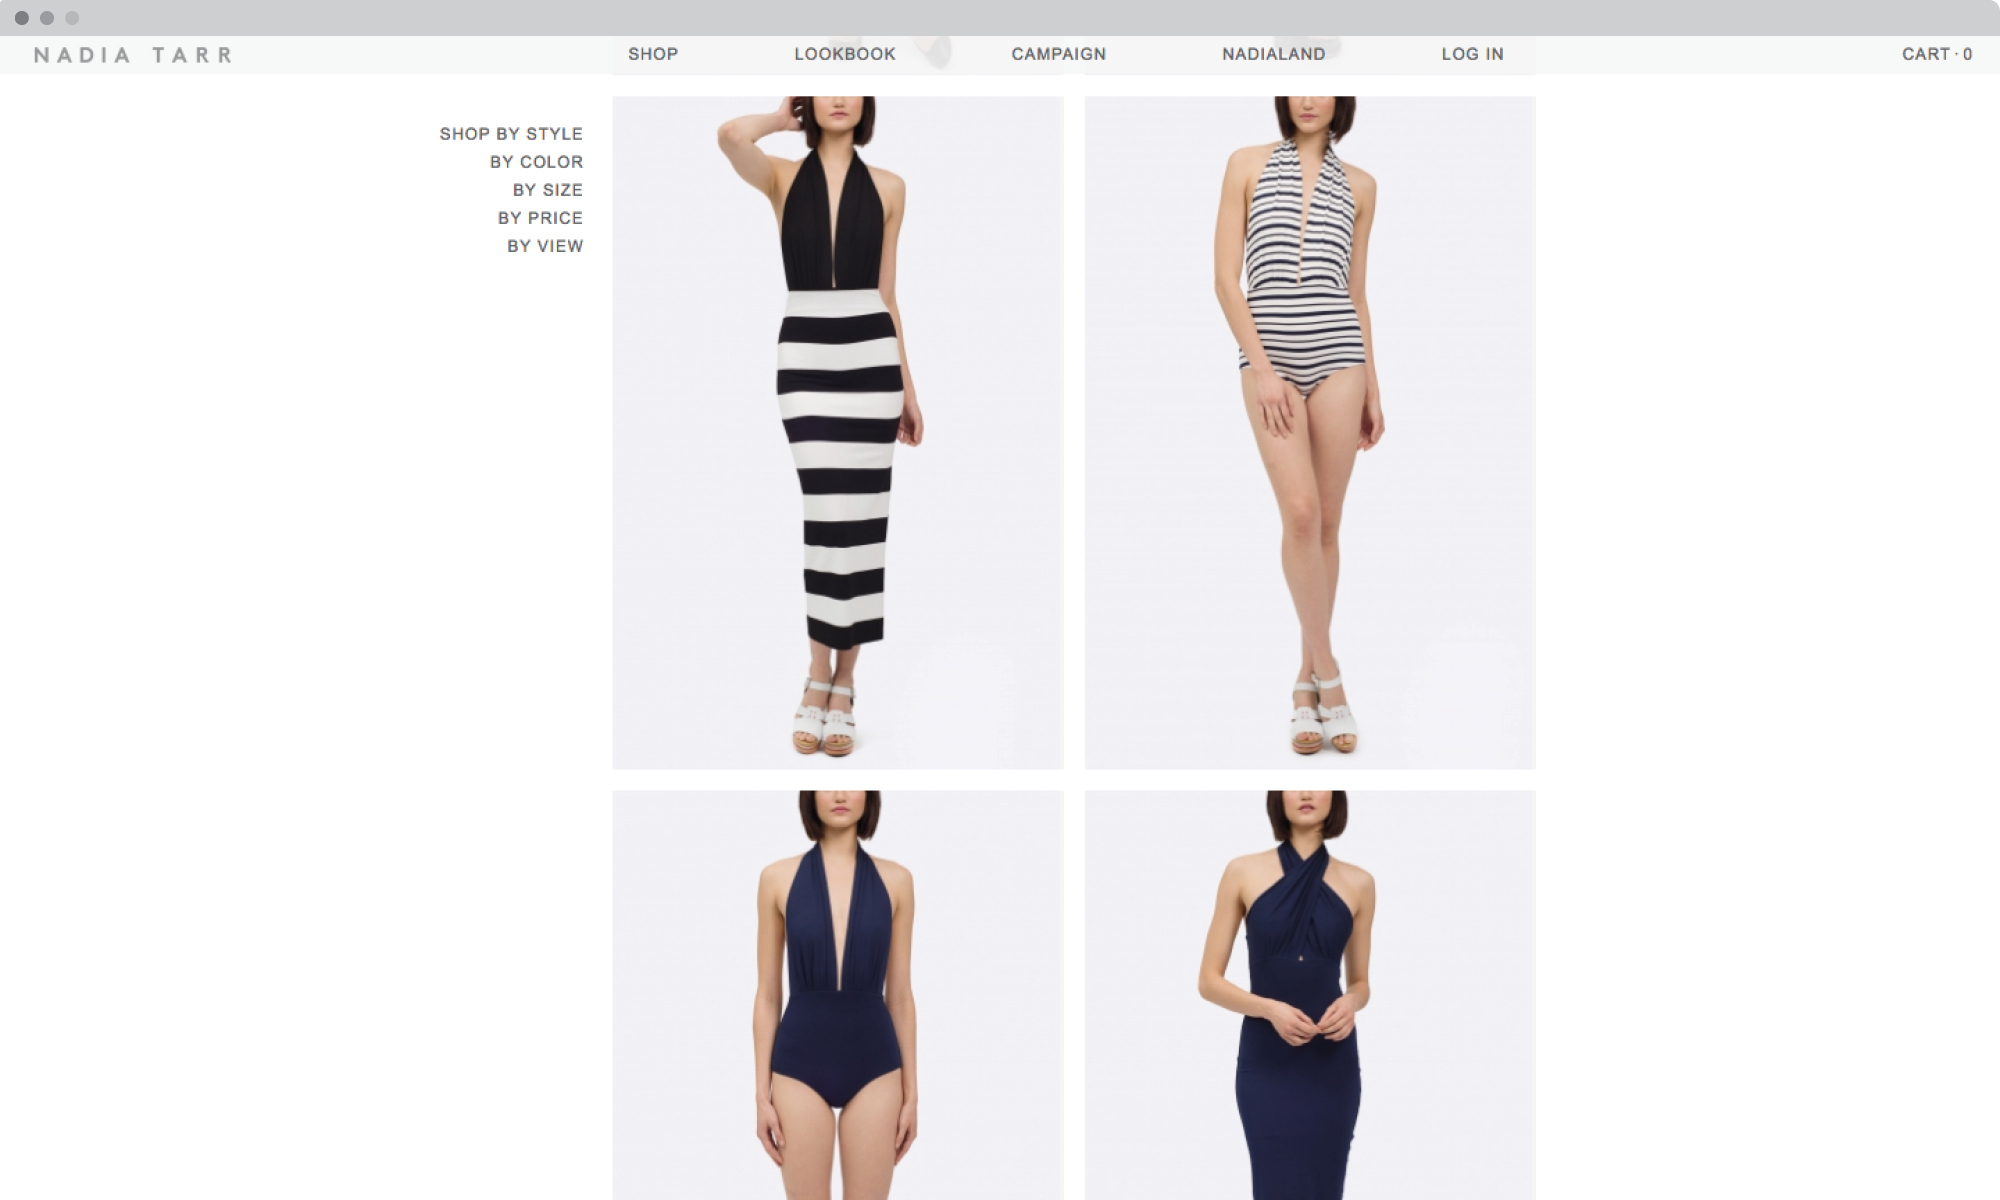 NADIA TARR
SHOP LOOKBOOK CAMPAIGN NADIALAND LOG IN CART · 0
SHOP BY STYLE
BY COLOR
BY SIZE
BY PRICE
BY VIEW